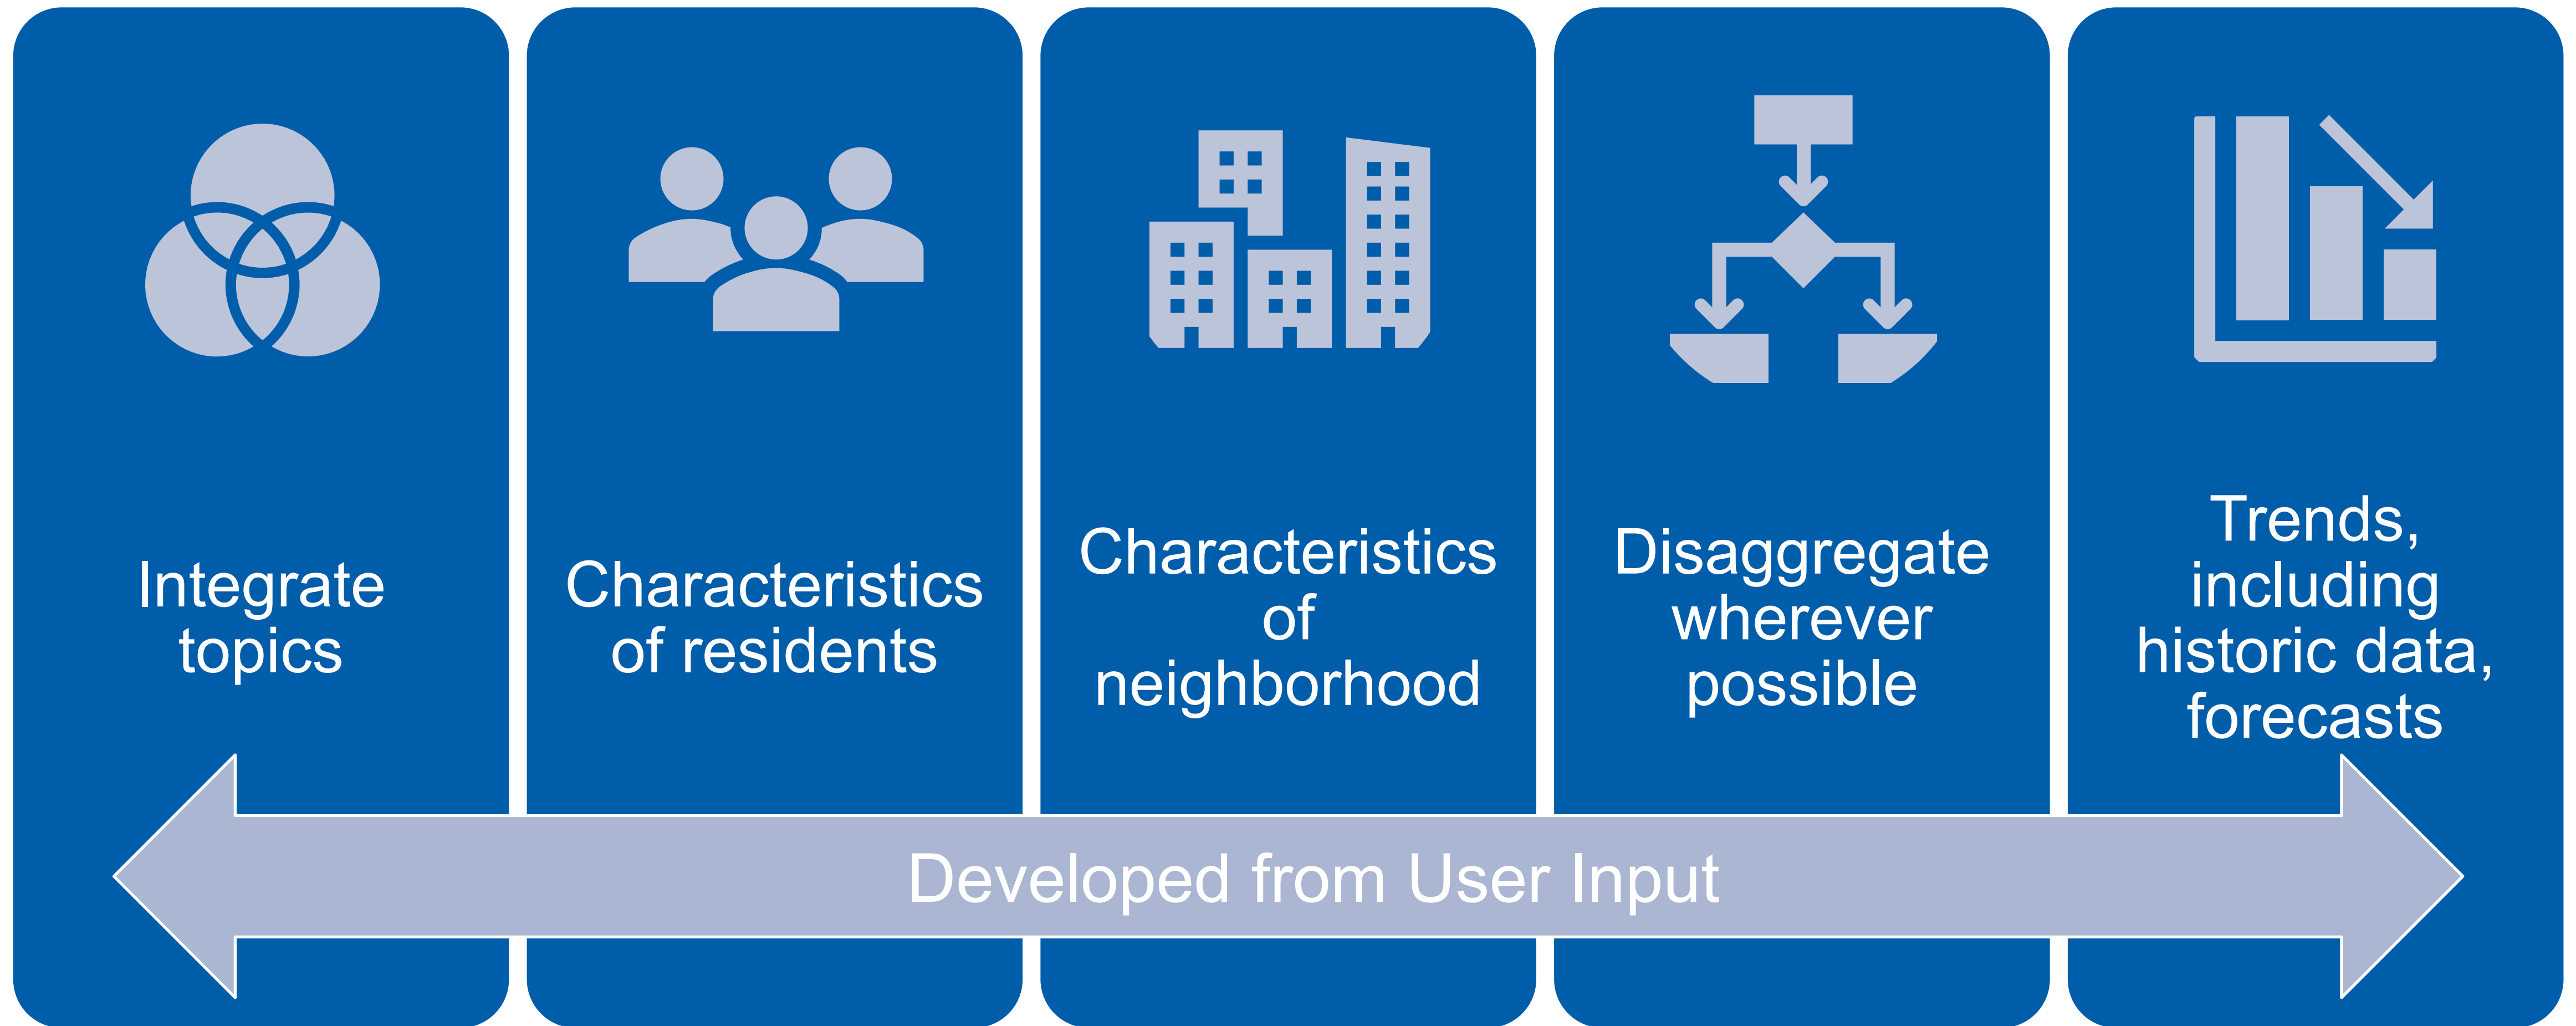 Integrate
topics
Characteristics
of residents
Characteristics
of
neighborhood
Disaggregate
wherever
possible
Trends,
including
historic data,
forecasts
Developed from User Input